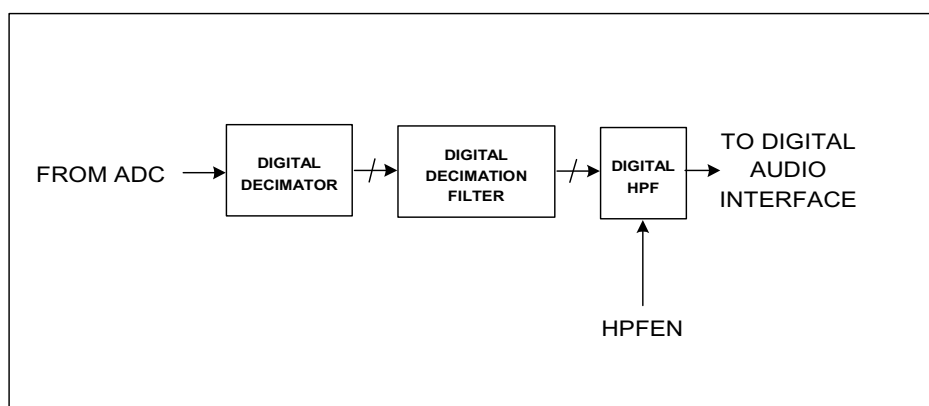 FROM ADC
DIGITAL
DECIMATOR
DIGITAL
DECIMATION
FILTER
DIGITAL
HPF
TO DIGITAL
AUDIO
INTERFACE
HPFEN